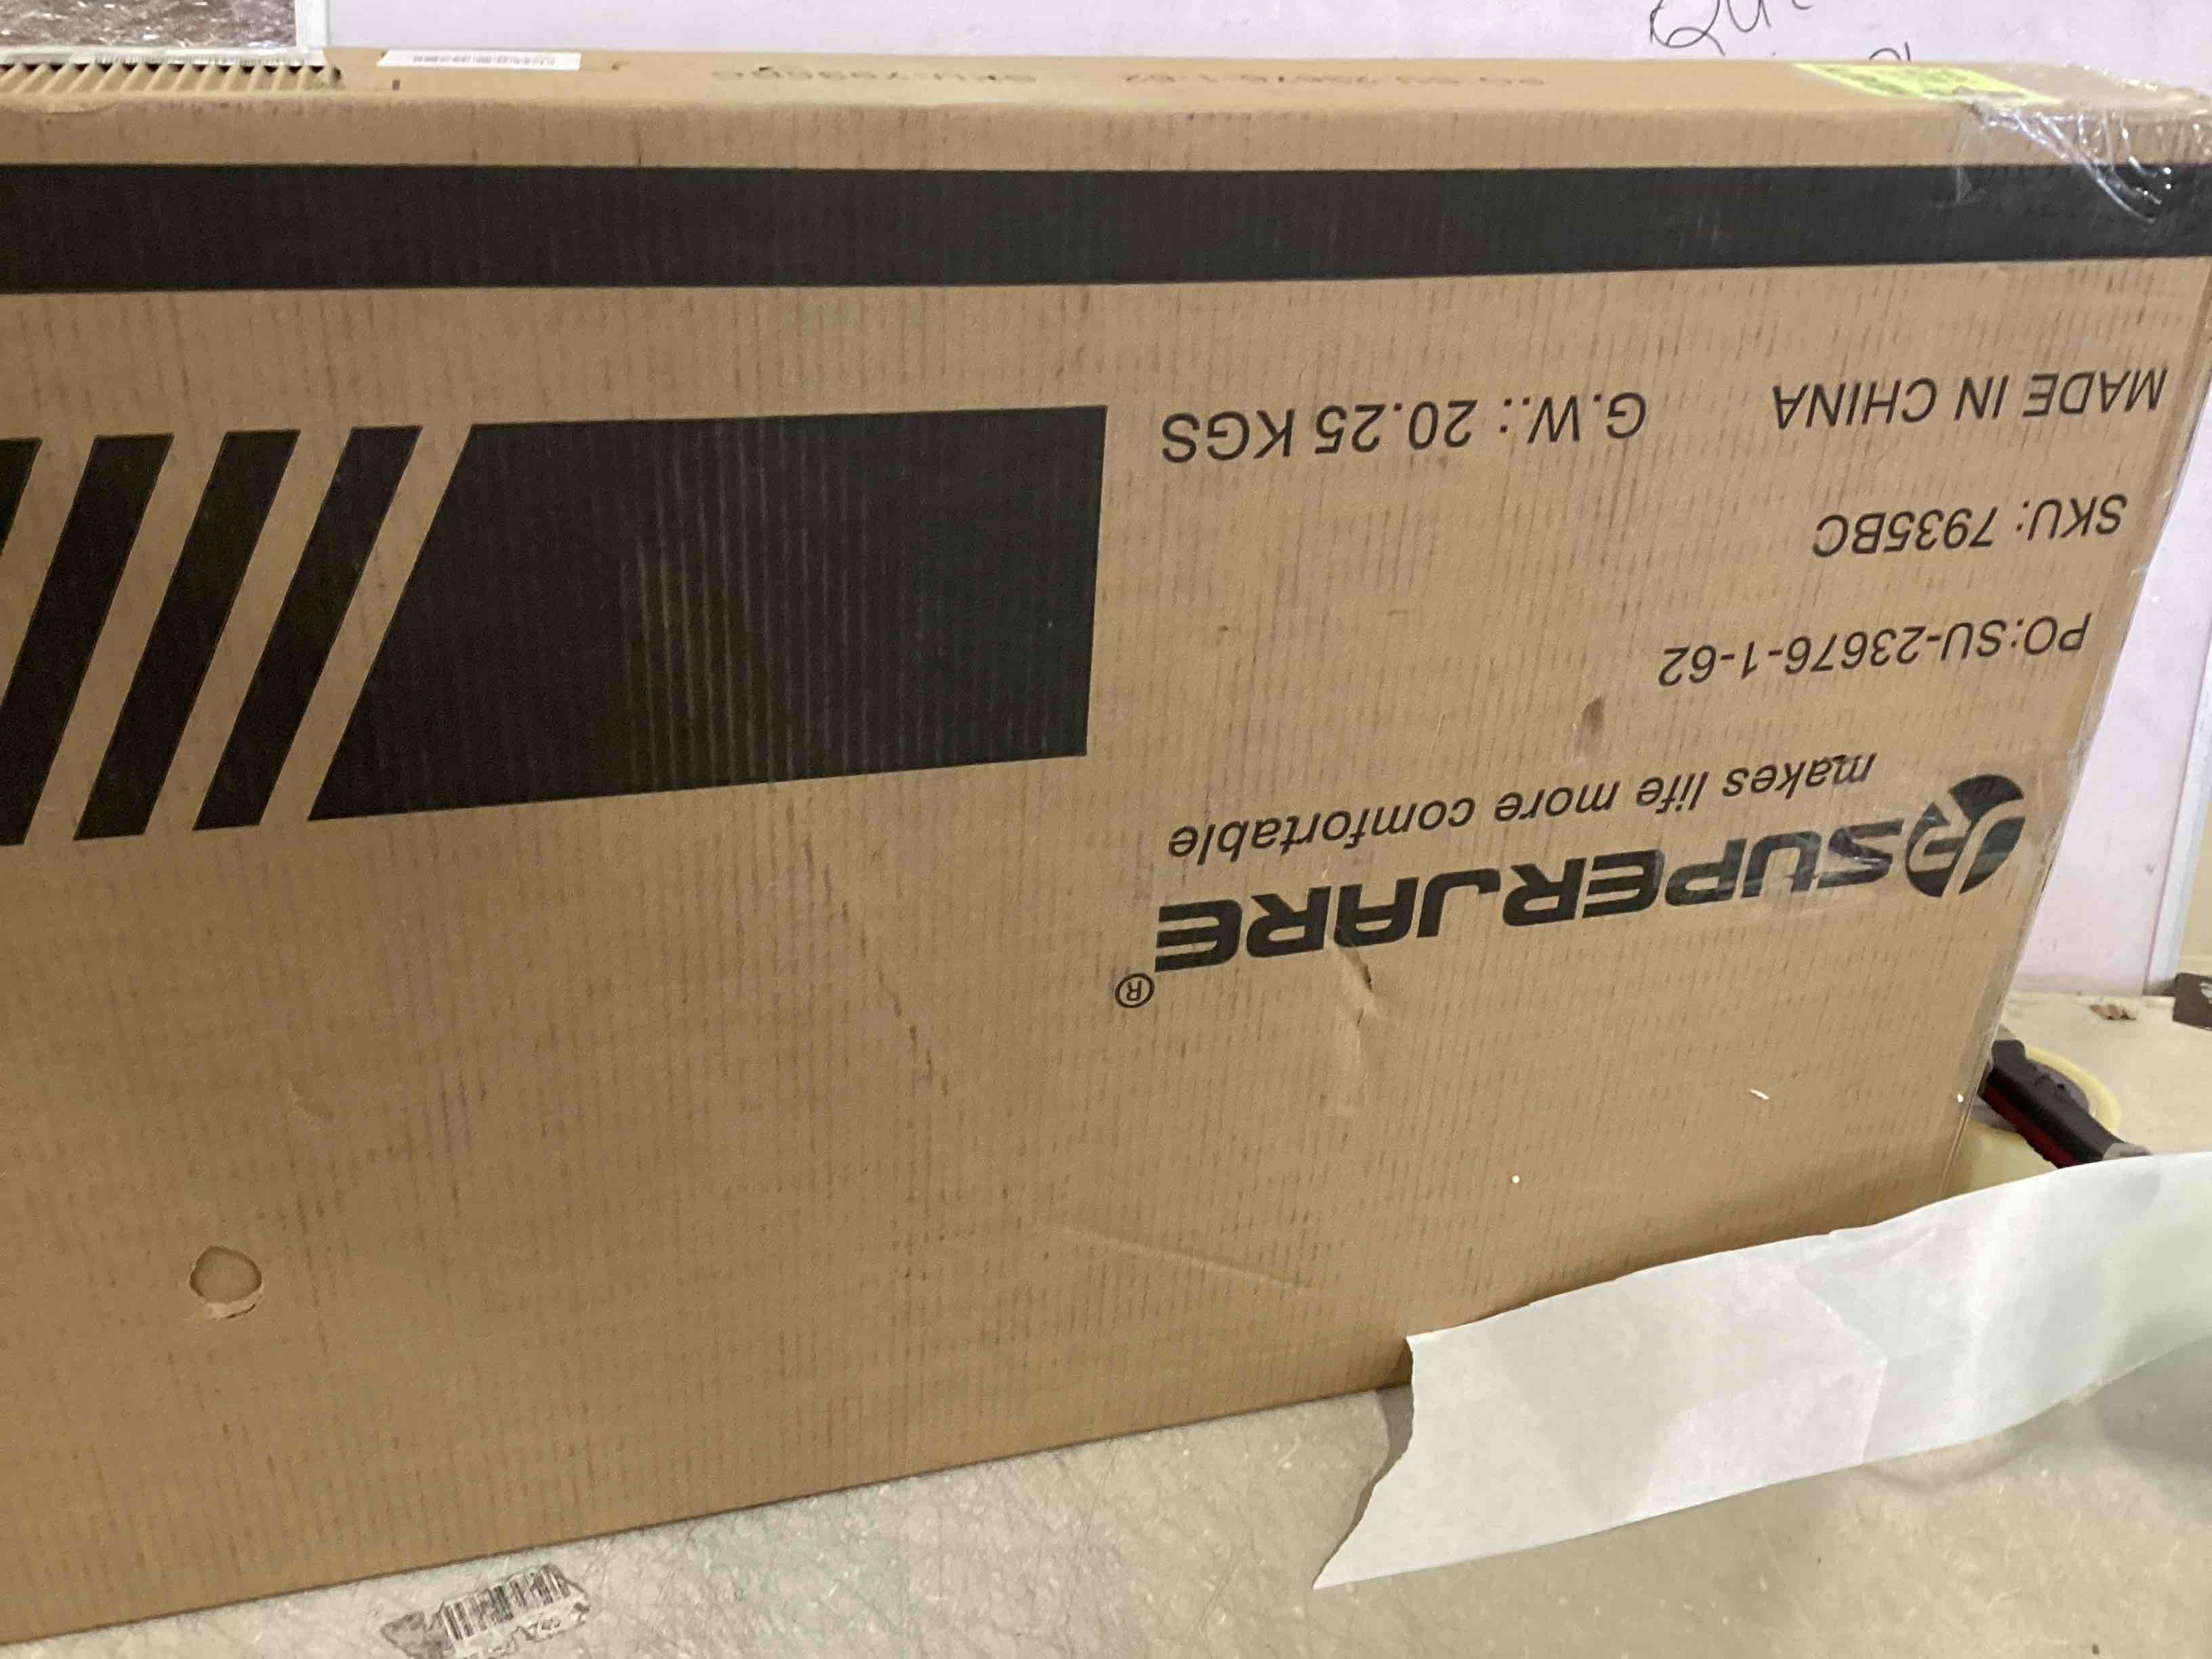 SUPERJARE®
makes life more comfortable
PO:SU-23676-1-62
SKU: 7935BC
MADE IN CHINA G.W.: 20.25 KGS